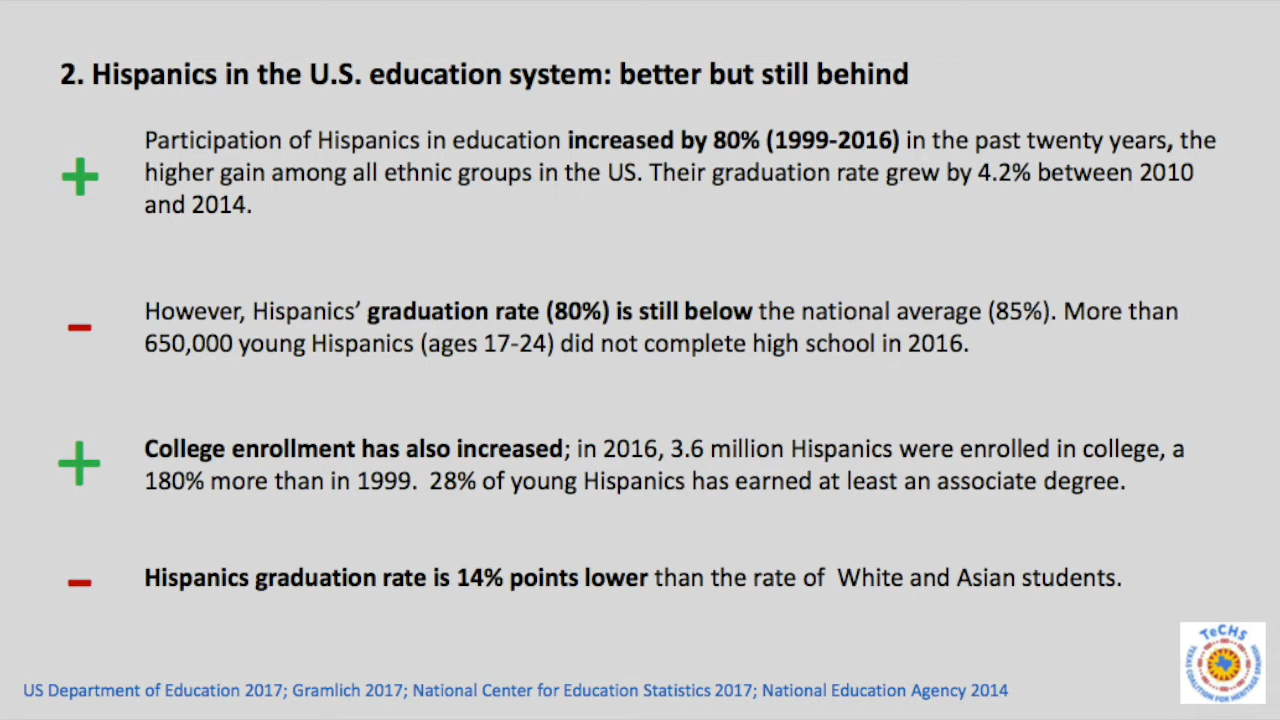 2. Hispanics in the U.S. education system: better but still behind
+
Participation of Hispanics in education increased by 80% (1999-2016) in the past twenty years, the
higher gain among all ethnic groups in the US. Their graduation rate grew by 4.2% between 2010
and 2014.
-
However, Hispanics’ graduation rate (80%) is still below the national average (85%). More than
650,000 young Hispanics (ages 17-24) did not complete high school in 2016.
+
College enrollment has also increased; in 2016, 3.6 million Hispanics were enrolled in college, a
180% more than in 1999.  28% of young Hispanics has earned at least an associate degree.
-
Hispanics graduation rate is 14% points lower than the rate of  White and Asian students.
TeCHS
TEXAS COALITION FOR HERITAGE SPANISH
US Department of Education 2017; Gramlich 2017; National Center for Education Statistics 2017; National Education Agency 2014